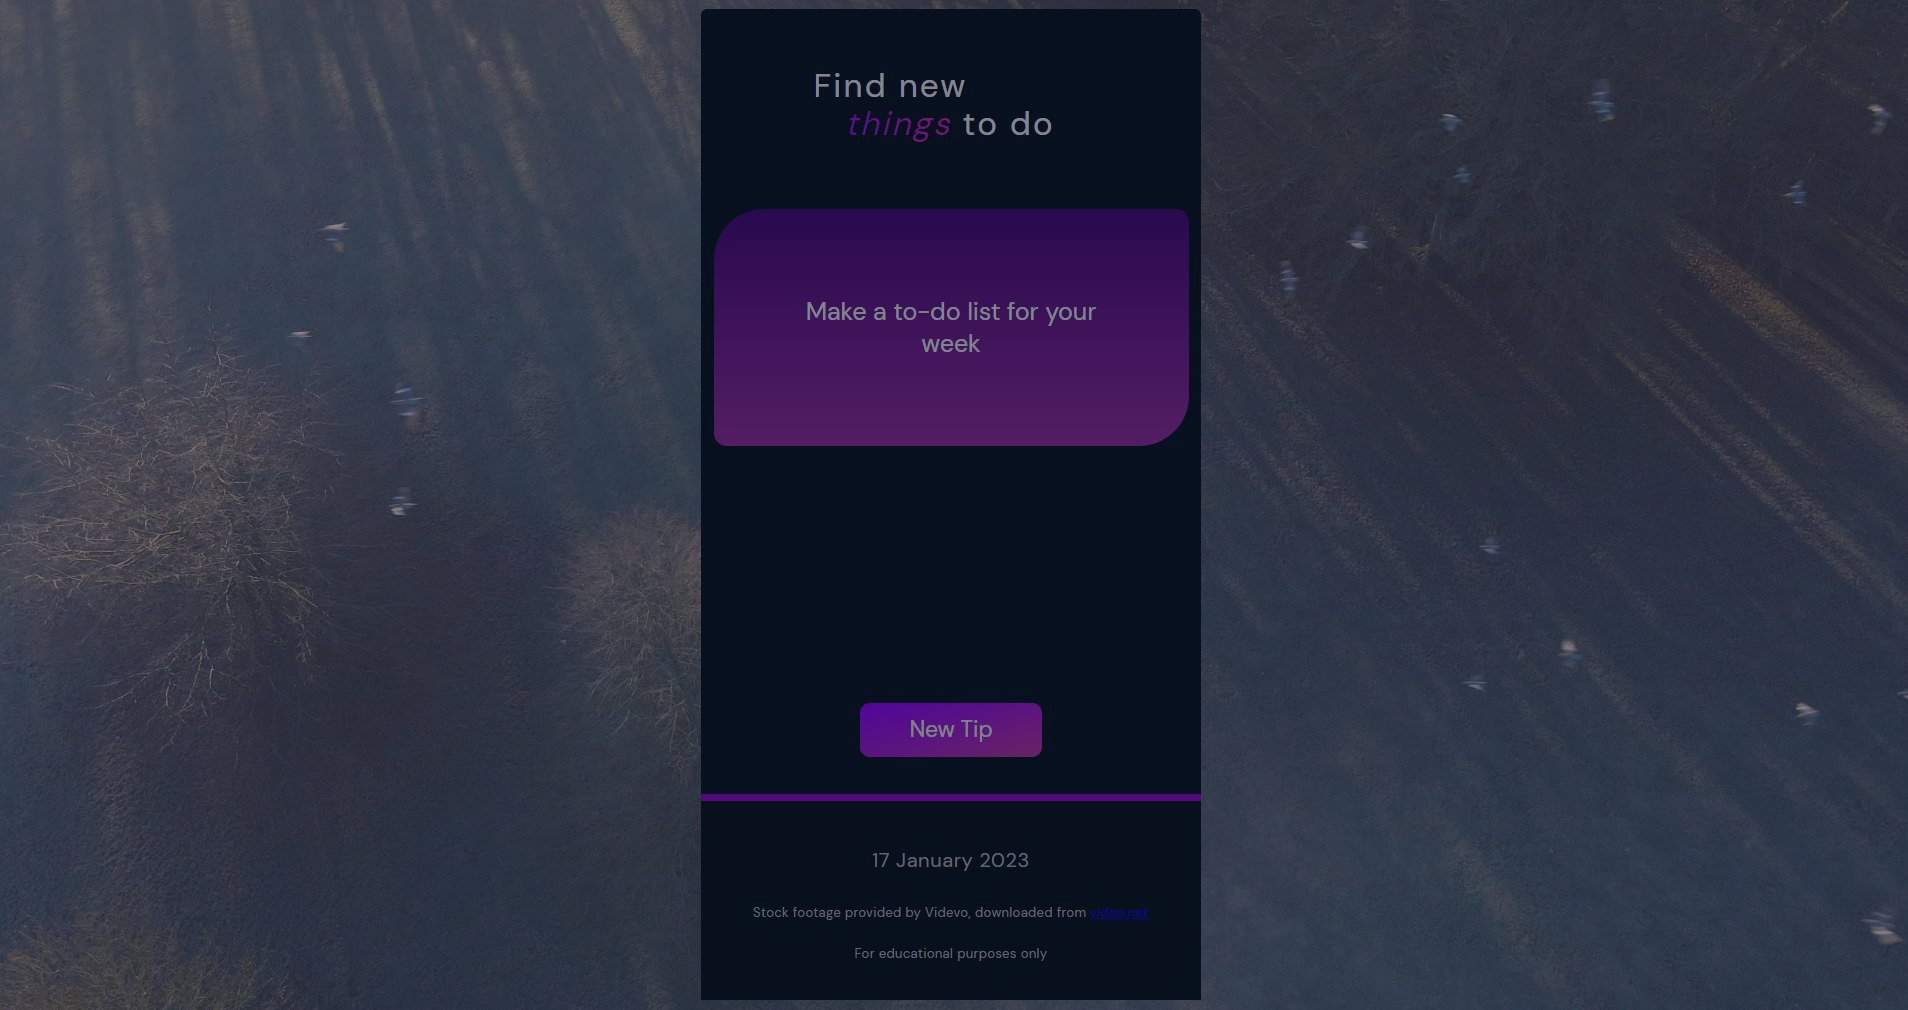 Find new
things to do
Make a to-do list for your
week
New Tip
17 January 2023
Stock footage provided by Videvo, downloaded from video.net
For educational purposes only